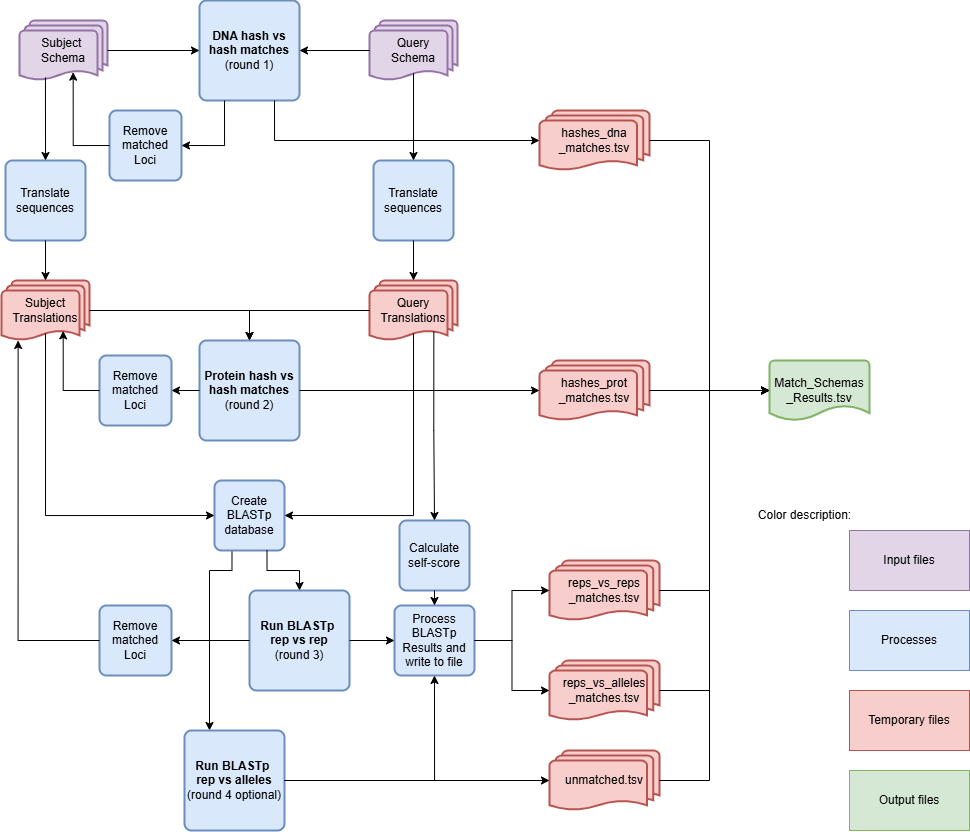 Subject
Schema
DNA hash vs
hash matches
(round 1)
Query
Schema
Remove
matched
Loci
hashes_dna
_matches.tsv
Translate
sequences
Translate
sequences
Subject
Translations
Query
Translations
Remove
matched
Loci
Protein hash vs
hash matches
(round 2)
hashes_prot
_matches.tsv
Match_Schemas
_Results.tsv
Create
BLASTp
database
Calculate
self-score
Remove
matched
Loci
Run BLASTp
rep vs rep
(round 3)
Process
BLASTp
Results and
write to file
reps_vs_reps
_matches.tsv
reps_vs_alleles
_matches.tsv
Run BLASTp
rep vs alleles
(round 4 optional)
unmatched.tsv
Color description:
Input files
Processes
Temporary files
Output files